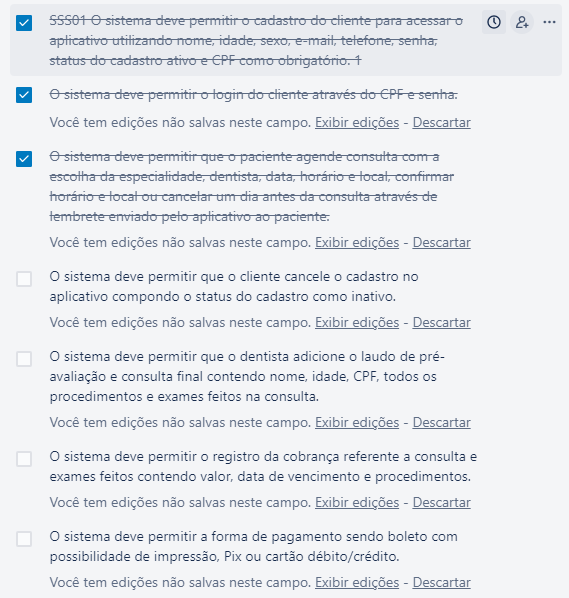 SSS01 O sistema deve permitir o cadastro do cliente para acessar o
aplicativo utilizando nome, idade, sexo, e-mail, telefone, senha,
status do cadastro ativo e CPF como obrigatório. 1
O sistema deve permitir o login do cliente através do CPF e senha.
Você tem edições não salvas neste campo. Exibir edições - Descartar
O sistema deve permitir que o paciente agende consulta com a
escolha da especialidade, dentista, data, horário e local, confirmar
horário e local ou cancelar um dia antes da consulta através de
lembrete enviado pelo aplicativo ao paciente.
Você tem edições não salvas neste campo. Exibir edições - Descartar
O sistema deve permitir que o cliente cancele o cadastro no
aplicativo compondo o status do cadastro como inativo.
Você tem edições não salvas neste campo. Exibir edições - Descartar
O sistema deve permitir que o dentista adicione o laudo de pré-
avaliação e consulta final contendo nome, idade, CPF, todos os
procedimentos e exames feitos na consulta.
Você tem edições não salvas neste campo. Exibir edições - Descartar
O sistema deve permitir o registro da cobrança referente a consulta e
exames feitos contendo valor, data de vencimento e procedimentos.
Você tem edições não salvas neste campo. Exibir edições - Descartar
O sistema deve permitir a forma de pagamento sendo boleto com
possibilidade de impressão, Pix ou cartão débito/crédito.
Você tem edições não salvas neste campo. Exibir edições - Descartar